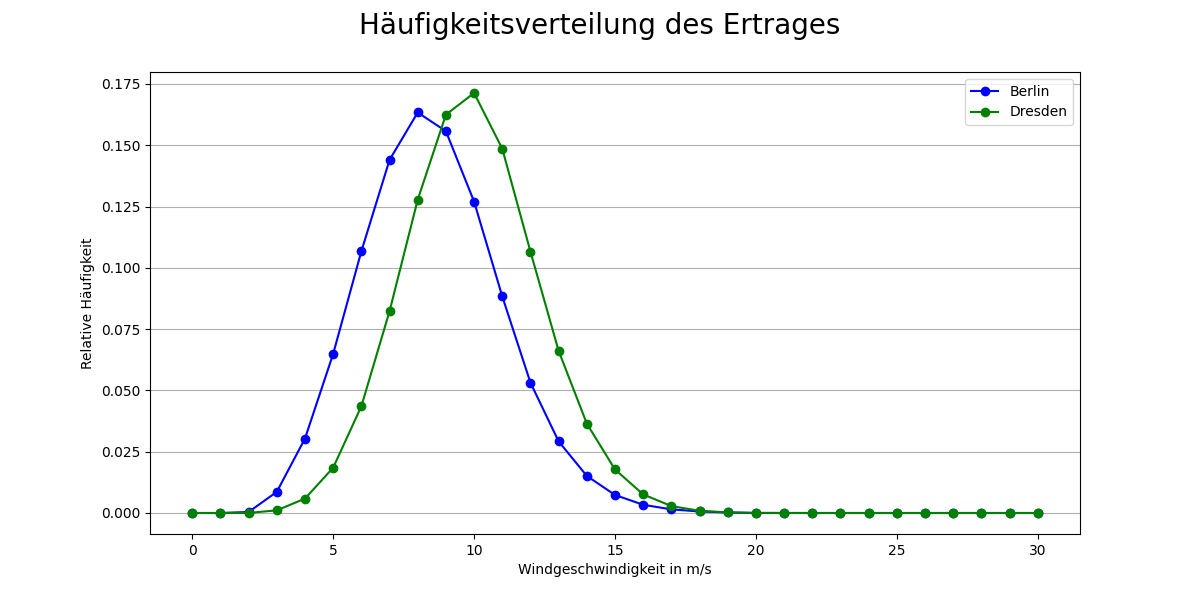 Häufigkeitsverteilung des Ertrages
Berlin
Dresden
Relative Häufigkeit
0.175
0.150
0.125
0.100
0.075
0.050
0.025
0.000
0 5 10 15 20 25 30
Windgeschwindigkeit in m/s